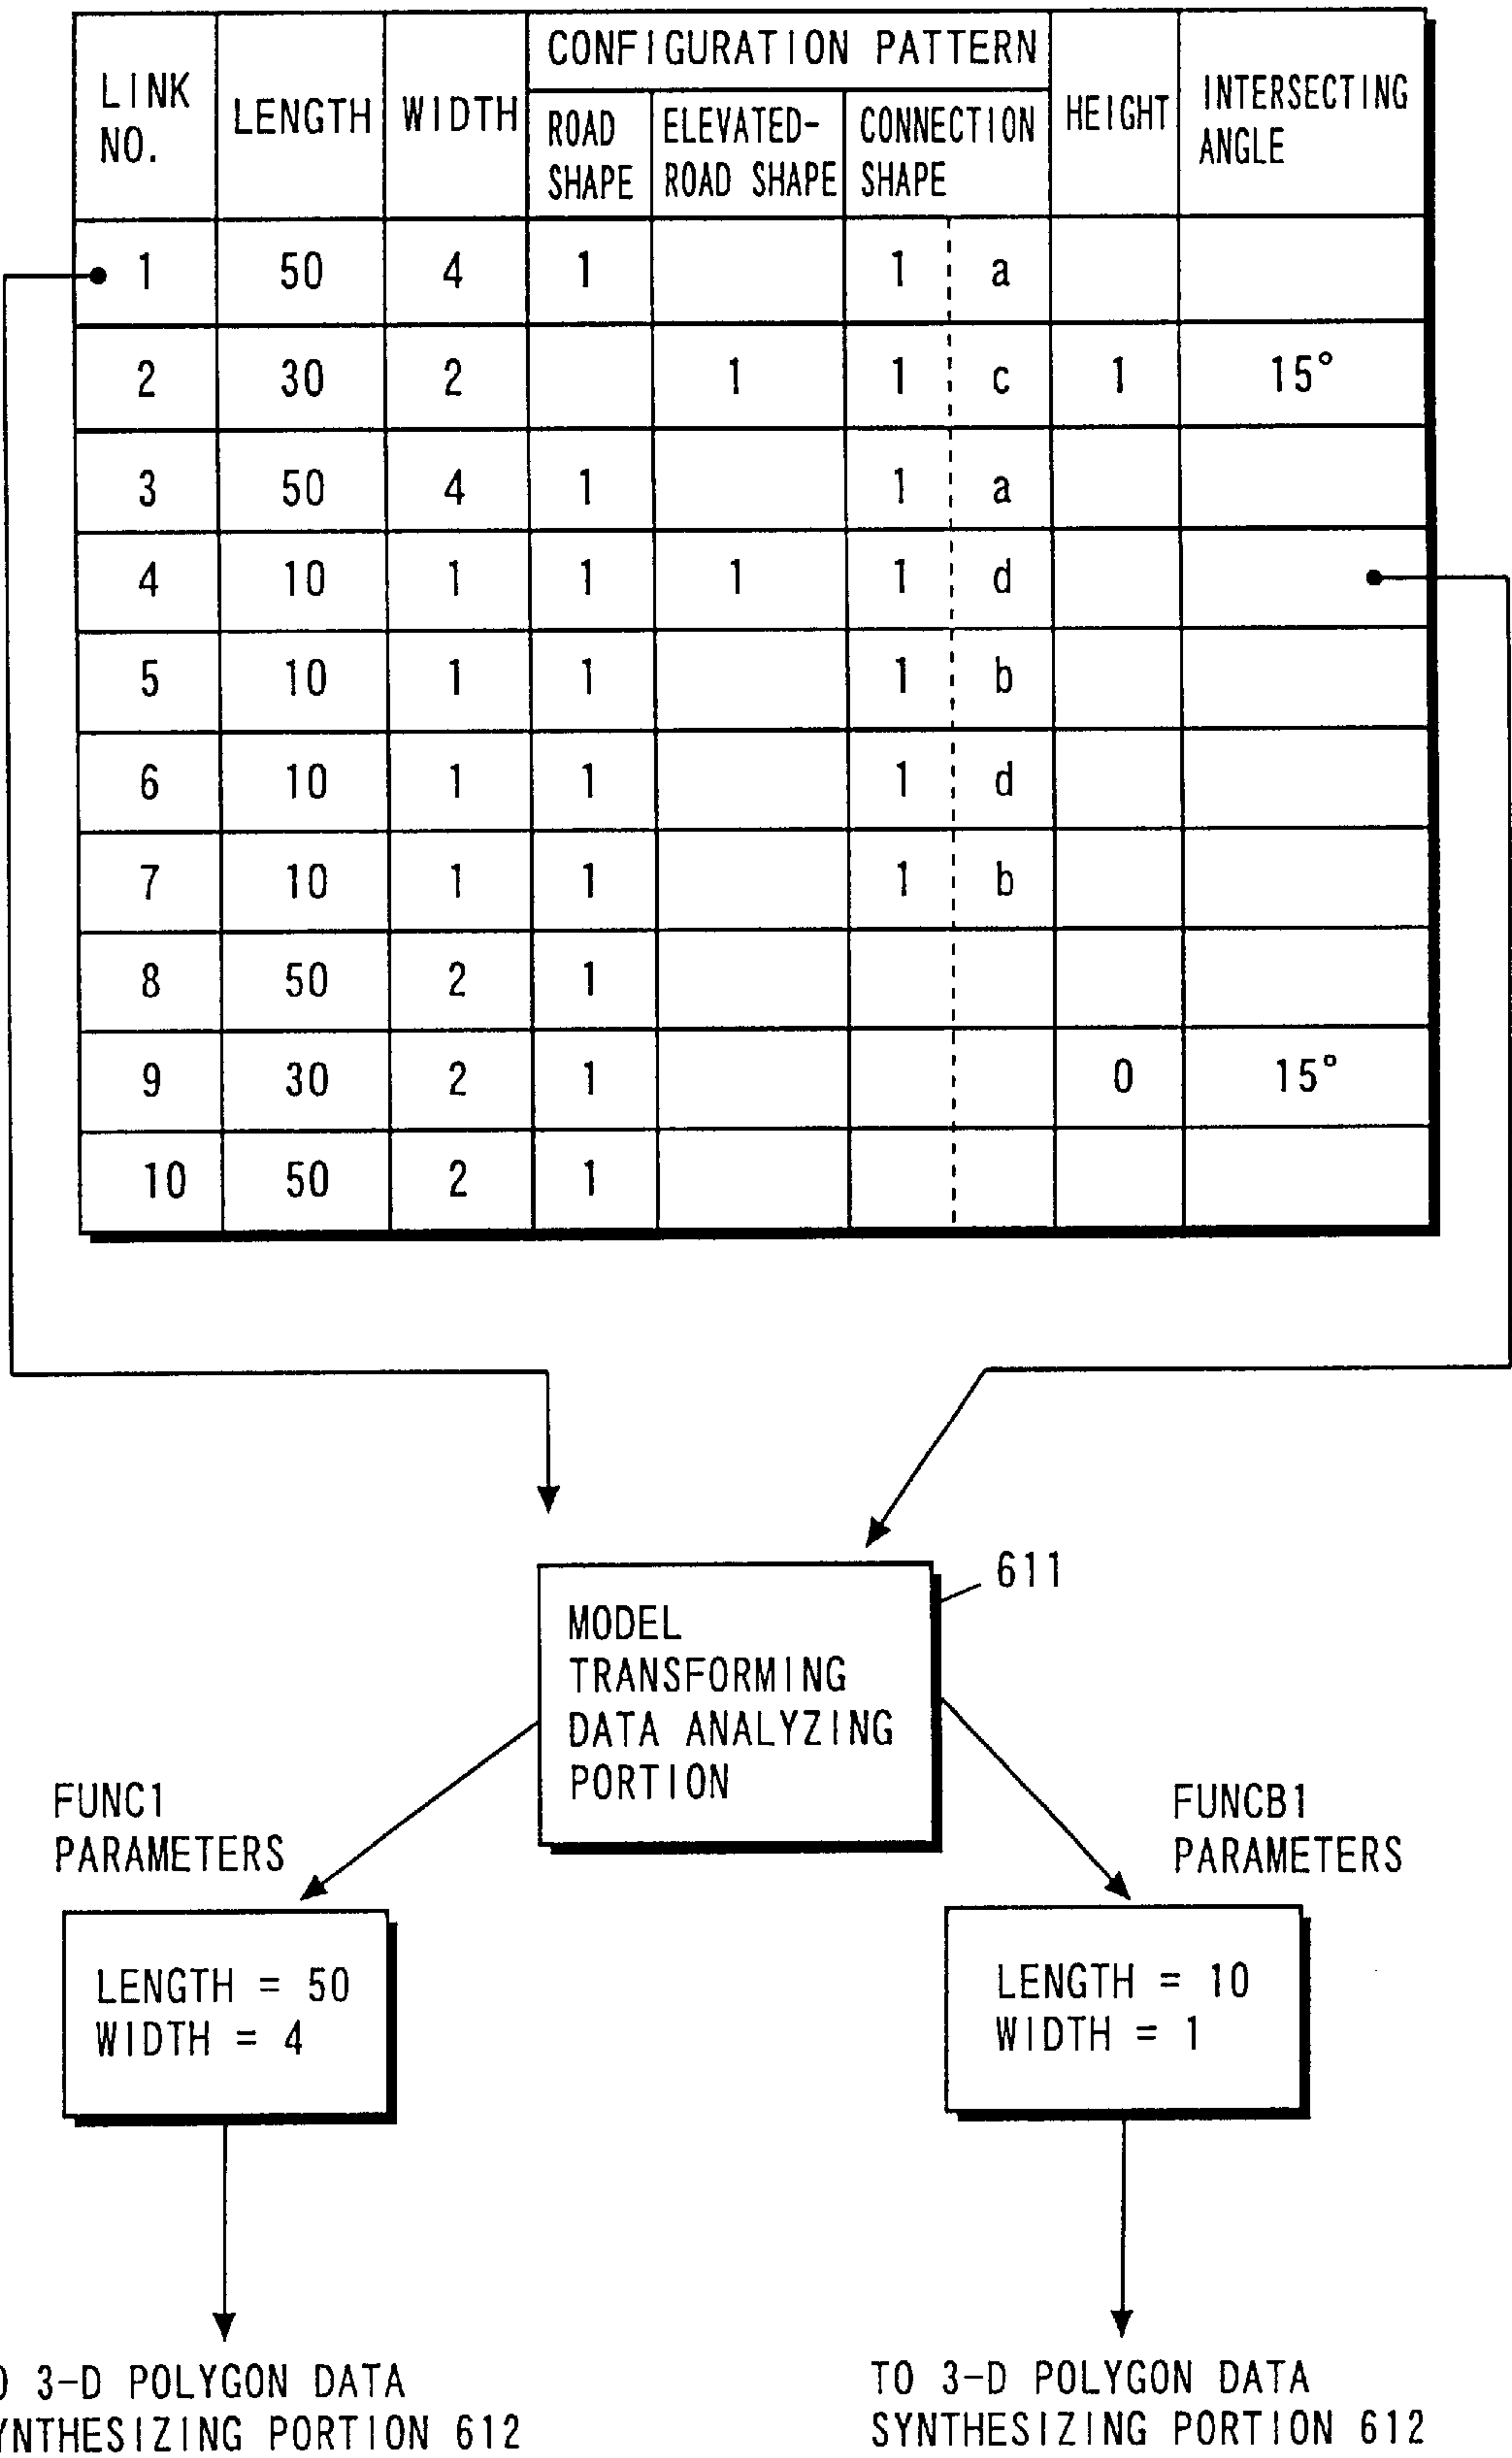 LINK NO.
LENGTH
WIDTH
CONFIGURATION PATTERN
ROAD SHAPE
ELEVATED-ROAD SHAPE
CONNECTION SHAPE
HEIGHT
INTERSECTING ANGLE
1 50 4 1 1 a
2 30 2 1 1 c 1 15°
3 50 4 1 1 a
4 10 1 1 1 1 d
5 10 1 1 1 b
6 10 1 1 1 d
7 10 1 1 1 b
8 50 2 1
9 30 2 1 0 15°
10 50 2 1
611
MODEL
TRANSFORMING
DATA ANALYZING
PORTION
FUNC1
PARAMETERS
LENGTH = 50
WIDTH = 4
FUNCB1
PARAMETERS
LENGTH = 10
WIDTH = 1
3-D POLYGON DATA
YNTHESIZING PORTION 612
TO 3-D POLYGON DATA
SYNTHESIZING PORTION 612